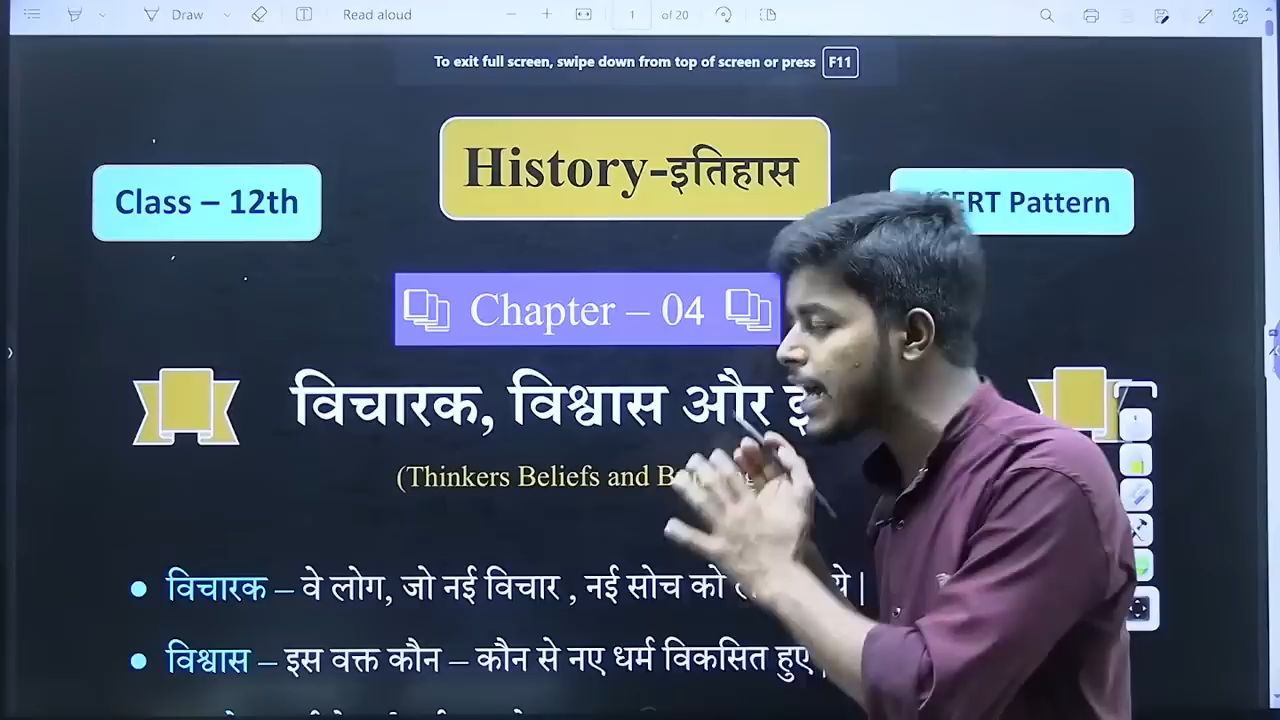 Draw
Read aloud
1 of 20
To exit full screen, swipe down from top of screen or press F11
History-इतिहास
Class – 12th
Pattern
Chapter – 04
विचारक, विश्वास और
(Thinkers Beliefs and
विचारक – वे लोग, जो नई विचार , नई सोच को
विश्वास – इस वक्त कौन – कौन से नए धर्म विकसित हुए